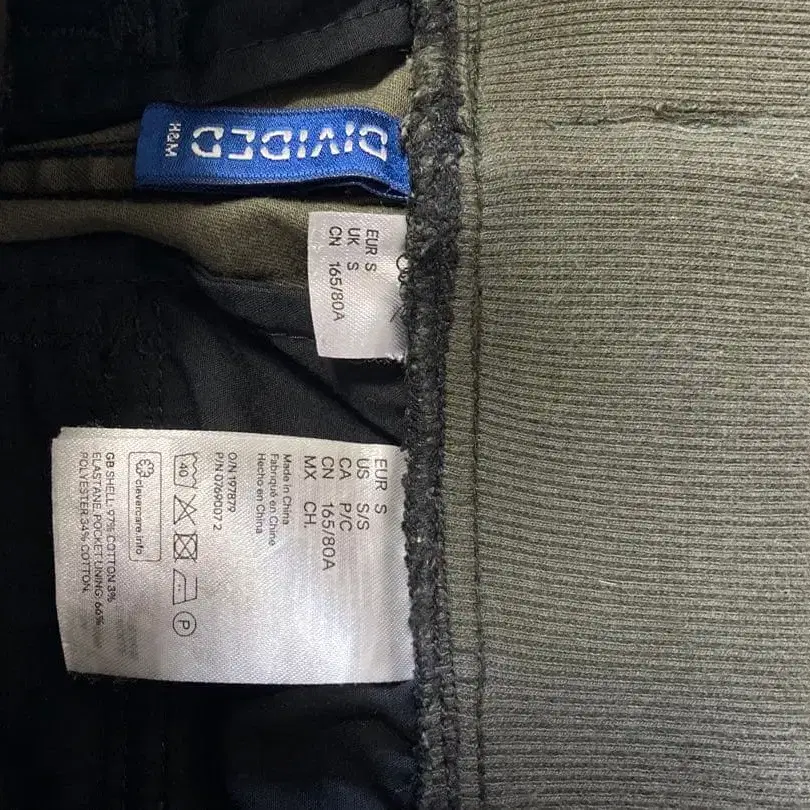 DIVIDED
H&M
EUR S
UK S
CN 165/80A
EUR S
US S/S
CA P/C
CN 165/80A
MX CH.
Made in China
Fabriqué en Chine
Hecho en China
O/N 197879
P/N 0769007 2
40
P
clevercare.info
GB SHELL: 97% COTTON 3%
ELASTANE. POCKET LINING: 66%
POLYESTER 34% COTTON.